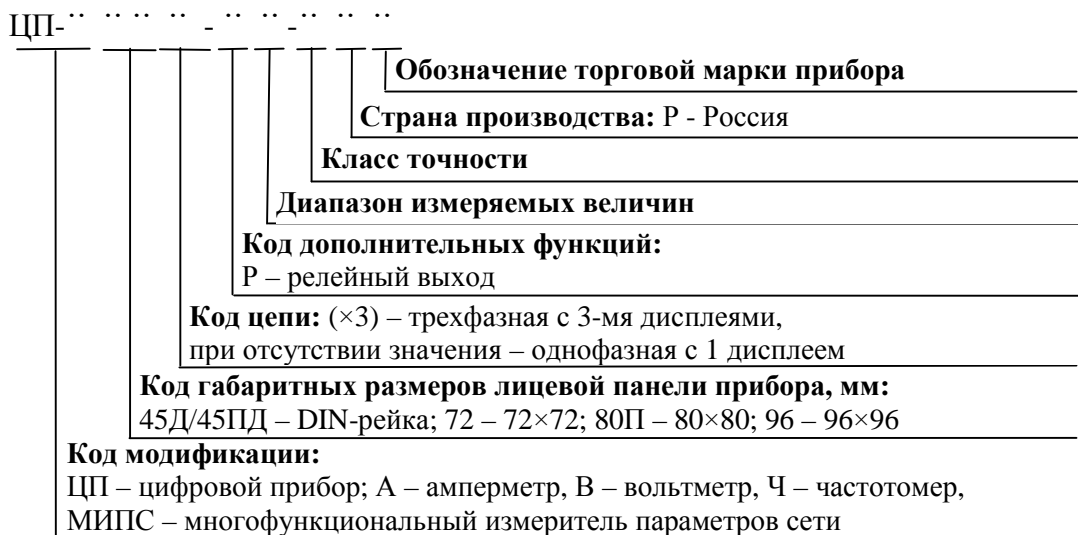 ЦП-¨ ¨ ¨ ¨ - ¨ ¨ - ¨ ¨ ¨
Обозначение торговой марки прибора
Страна производства: Р - Россия
Класс точности
Диапазон измеряемых величин
Код дополнительных функций:
Р – релейный выход
Код цепи: (×3) – трехфазная с 3-мя дисплеями,
при отсутствии значения – однофазная с 1 дисплеем
Код габаритных размеров лицевой панели прибора, мм:
45Д/45ПД – DIN-рейка; 72 – 72×72; 80П – 80×80; 96 – 96×96
Код модификации:
ЦП – цифровой прибор; А – амперметр, В – вольтметр, Ч – частотомер,
МИПС – многофункциональный измеритель параметров сети